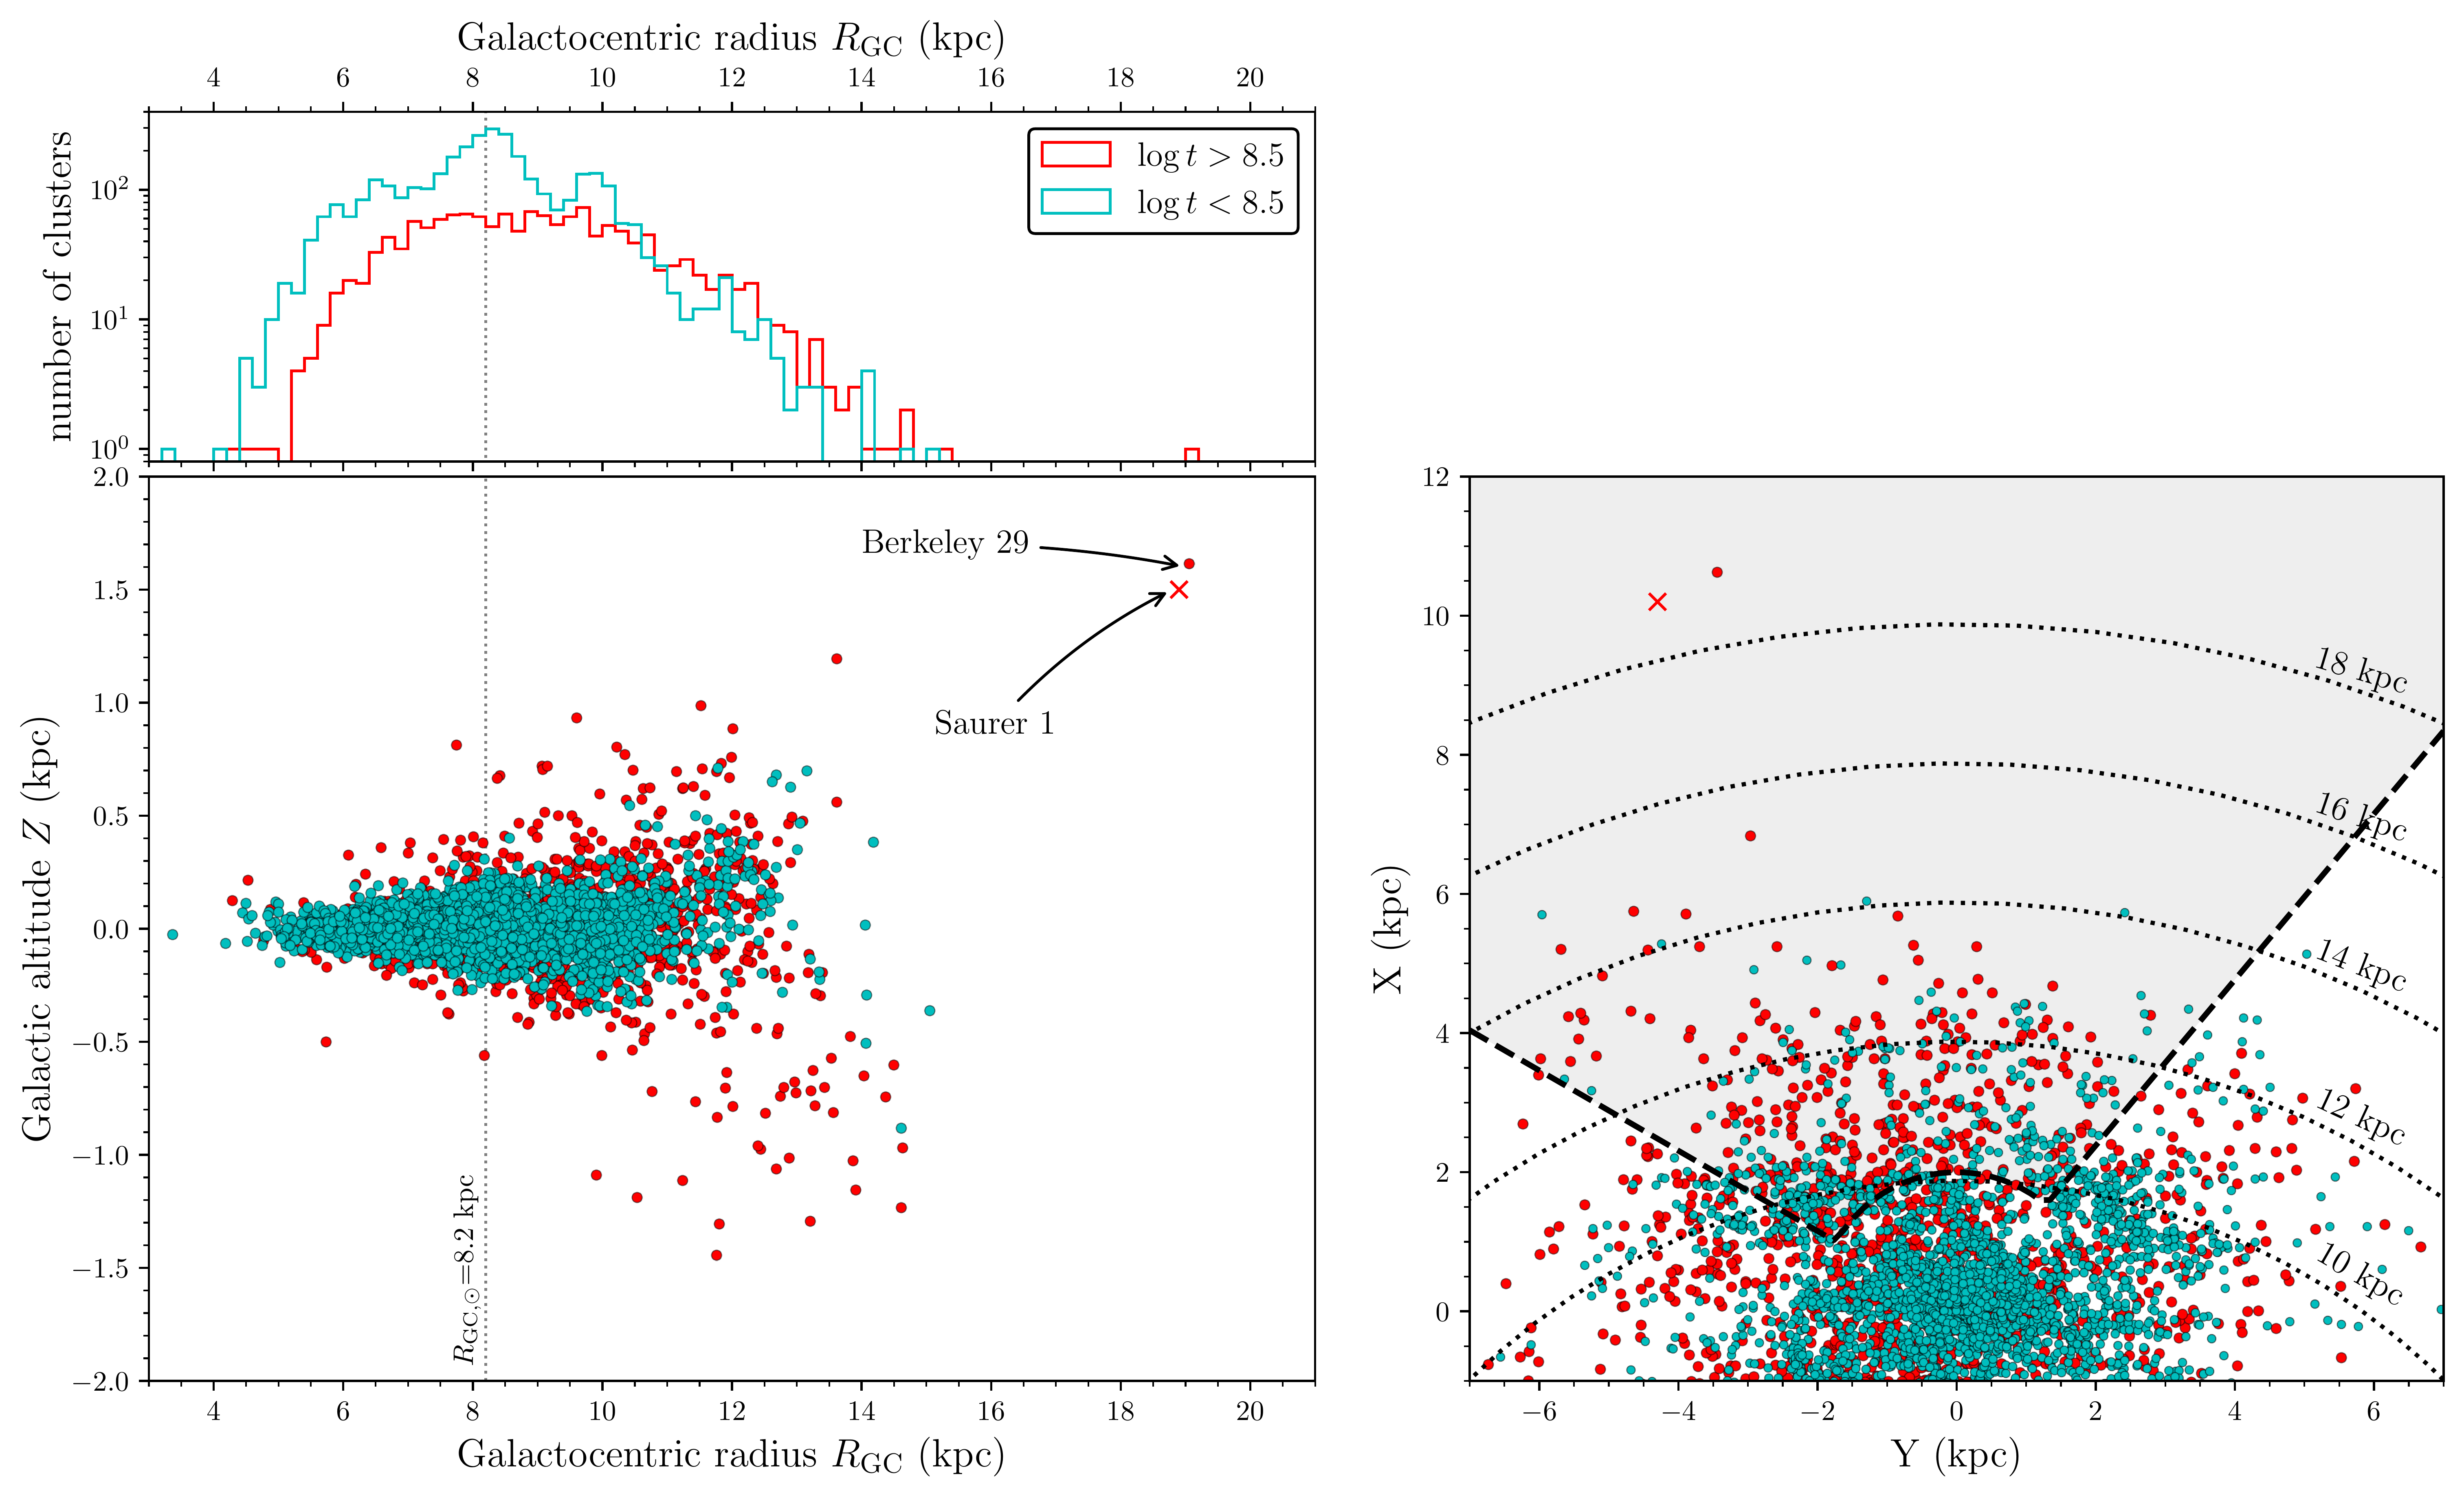 Galactocentric radius R_GC (kpc)
4 6 8 10 12 14 16 18 20
number of clusters
10^2
10^1
10^0
log t > 8.5
log t < 8.5
Galactic altitude Z (kpc)
2.0
1.5
1.0
0.5
0.0
−0.5
−1.0
−1.5
−2.0
Berkeley 29
Saurer 1
R_GC,⊙=8.2 kpc
4 6 8 10 12 14 16 18 20
Galactocentric radius R_GC (kpc)
X (kpc)
12
10
8
6
4
2
0
18 kpc
16 kpc
14 kpc
12 kpc
10 kpc
−6 −4 −2 0 2 4 6
Y (kpc)